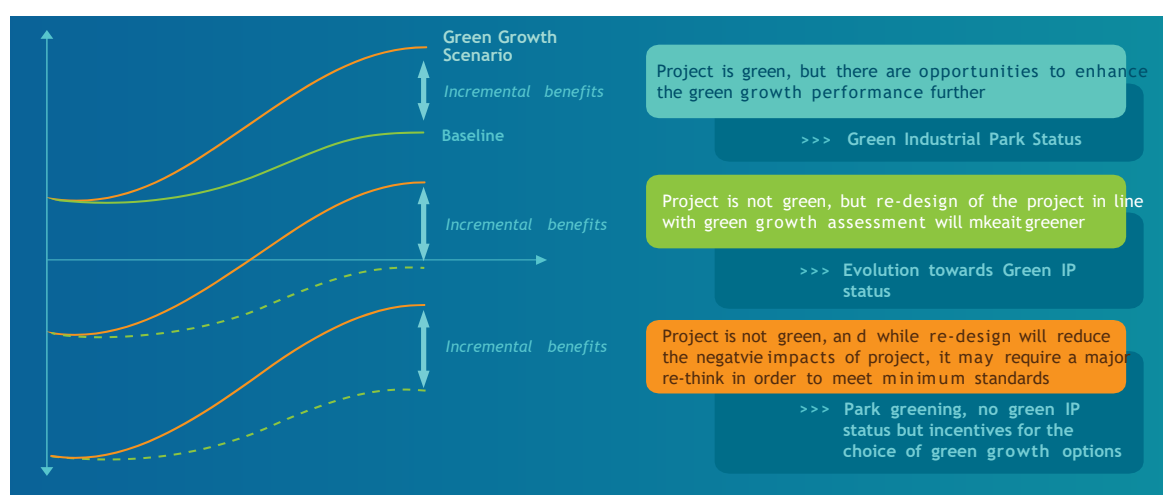 Green Growth
Scenario
Incremental benefits
Baseline
Incremental benefits
Incremental benefits
Project is green, but there are opportunities to enhance
the green growth performance further
>>> Green Industrial Park Status
Project is not green, but re-design of the project in line
with green growth assessment will mkeait greener
>>> Evolution towards Green IP
status
Project is not green, and while re-design will reduce
the negatvie impacts of project, it may require a major
re-think in order to meet minimum standards
>>> Park greening, no green IP
status but incentives for the
choice of green growth options